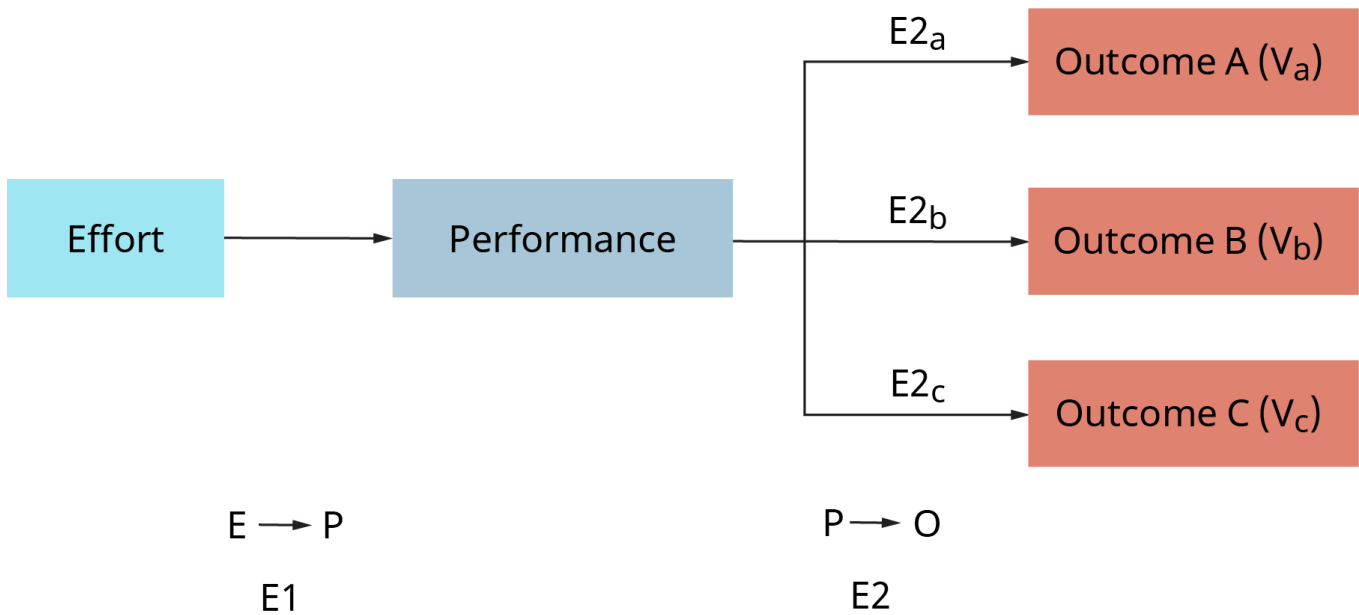 E2a
Outcome A (Va)
Effort
Performance
E2b
Outcome B (Vb)
E2c
Outcome C (Vc)
E → P
P → O
E1
E2